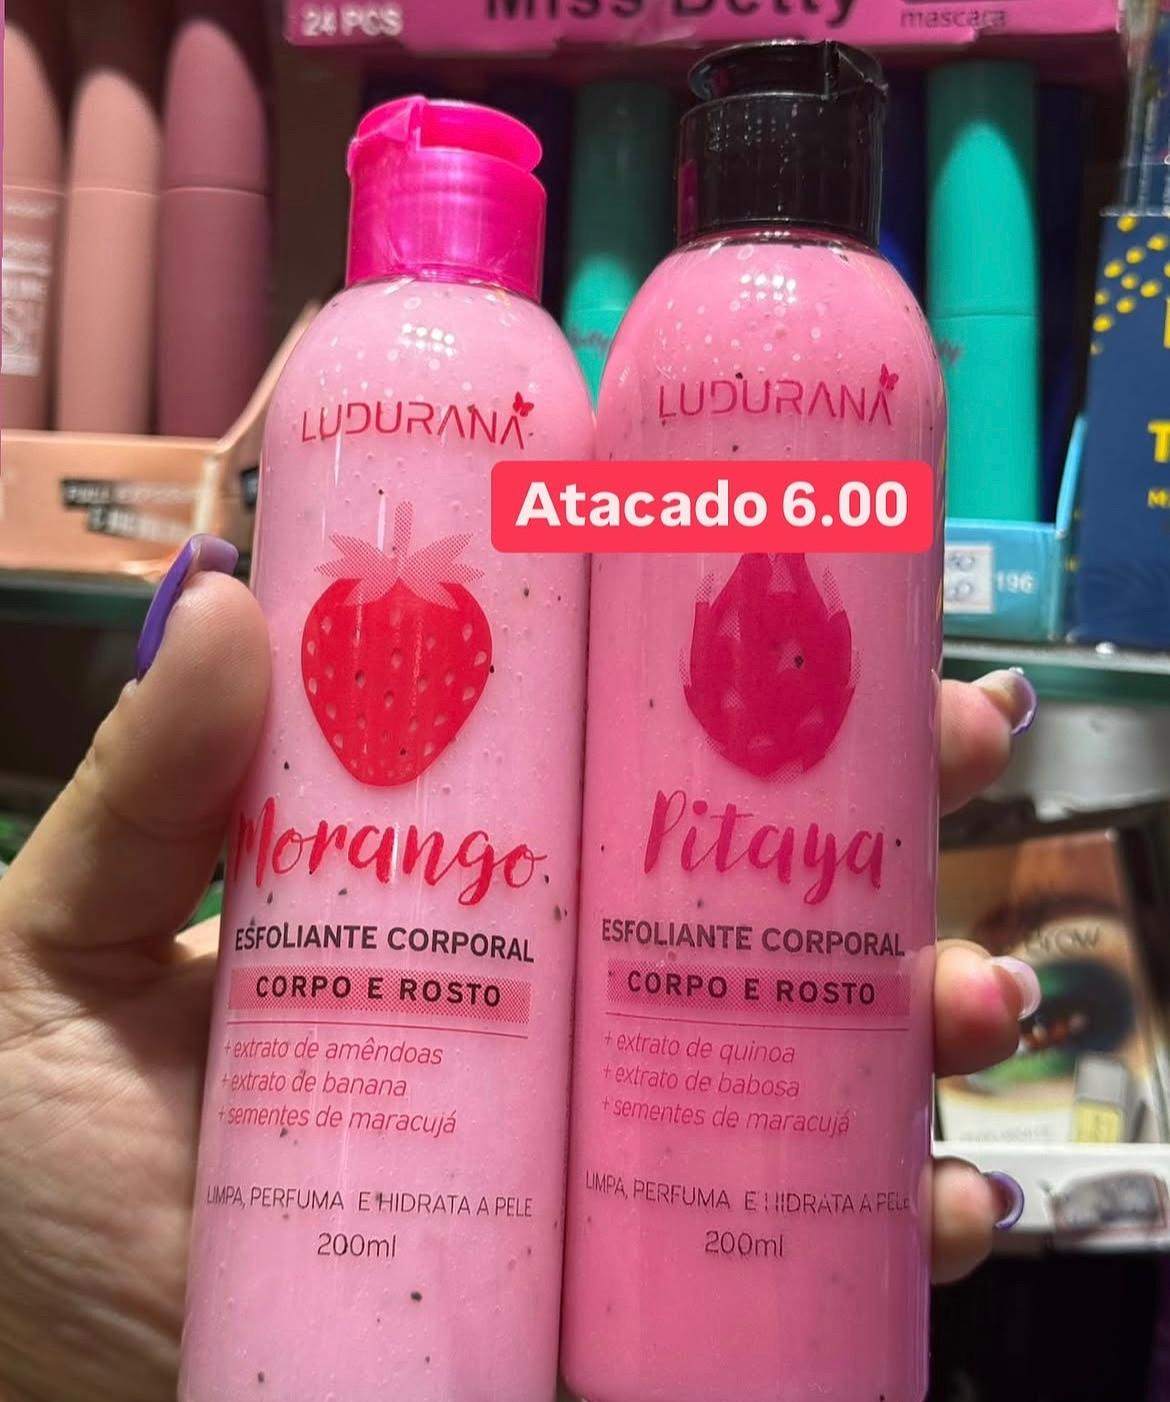 24 PCS
Miss Betty
mascara
LUDURANA
LUDURANA
Atacado 6.00
Morango
ESFOLIANTE CORPORAL
CORPO E ROSTO
+ extrato de amêndoas
+ extrato de banana
+ sementes de maracujá
LIMPA, PERFUMA E HIDRATA A PELE
200ml
Pitaya
ESFOLIANTE CORPORAL
CORPO E ROSTO
+ extrato de quinoa
+ extrato de babosa
+ sementes de maracujá
LIMPA, PERFUMA E HIDRATA A PELE
200ml
196